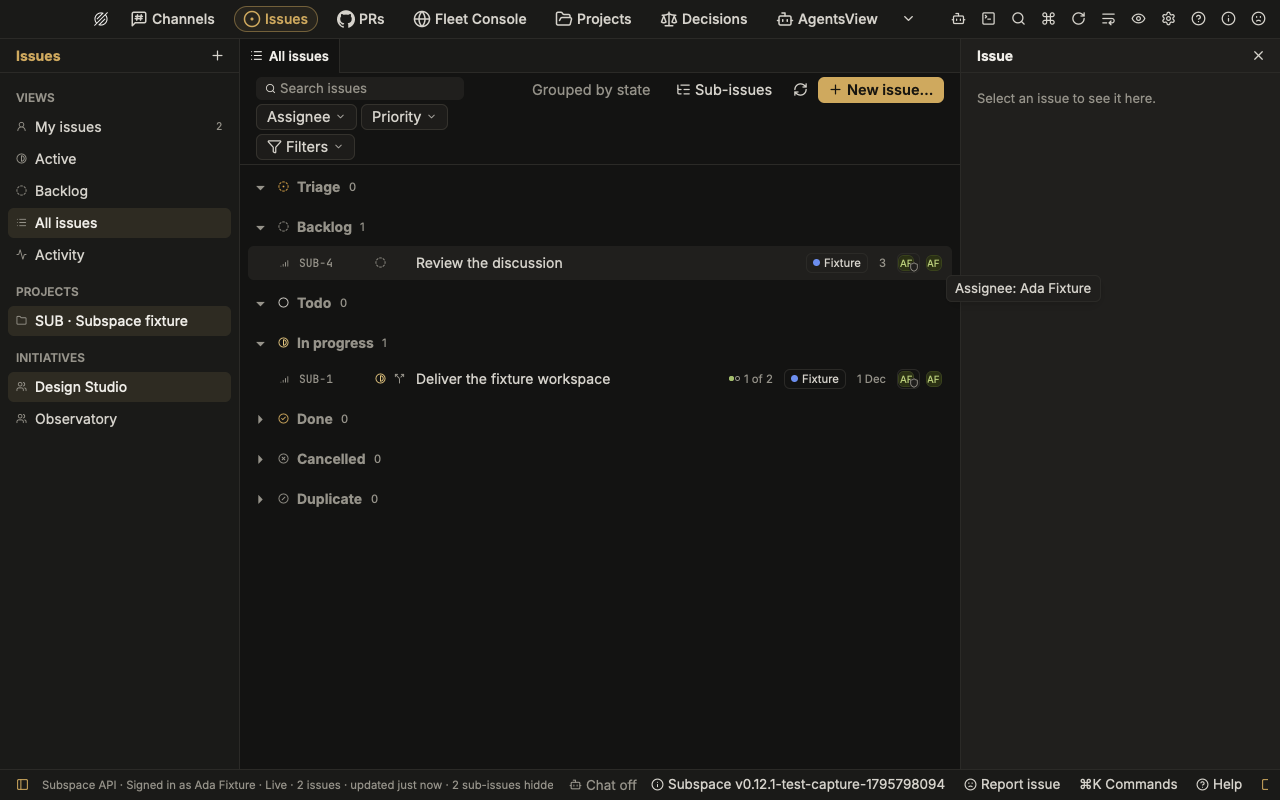 Channels Issues PRs Fleet Console Projects Decisions AgentsView
Issues
VIEWS
My issues 2
Active
Backlog
All issues
Activity
PROJECTS
SUB · Subspace fixture
INITIATIVES
Design Studio
Observatory
All issues
Search issues
Grouped by state Sub-issues New issue...
Assignee Priority
Filters
Triage 0
Backlog 1
SUB-4 Review the discussion Fixture 3 AF AF
Todo 0
In progress 1
SUB-1 Deliver the fixture workspace 1 of 2 Fixture 1 Dec AF AF
Done 0
Cancelled 0
Duplicate 0
Issue
Select an issue to see it here.
Assignee: Ada Fixture
Subspace API · Signed in as Ada Fixture · Live · 2 issues · updated just now · 2 sub-issues hidde Chat off Subspace v0.12.1-test-capture-1795798094 Report issue ⌘K Commands Help